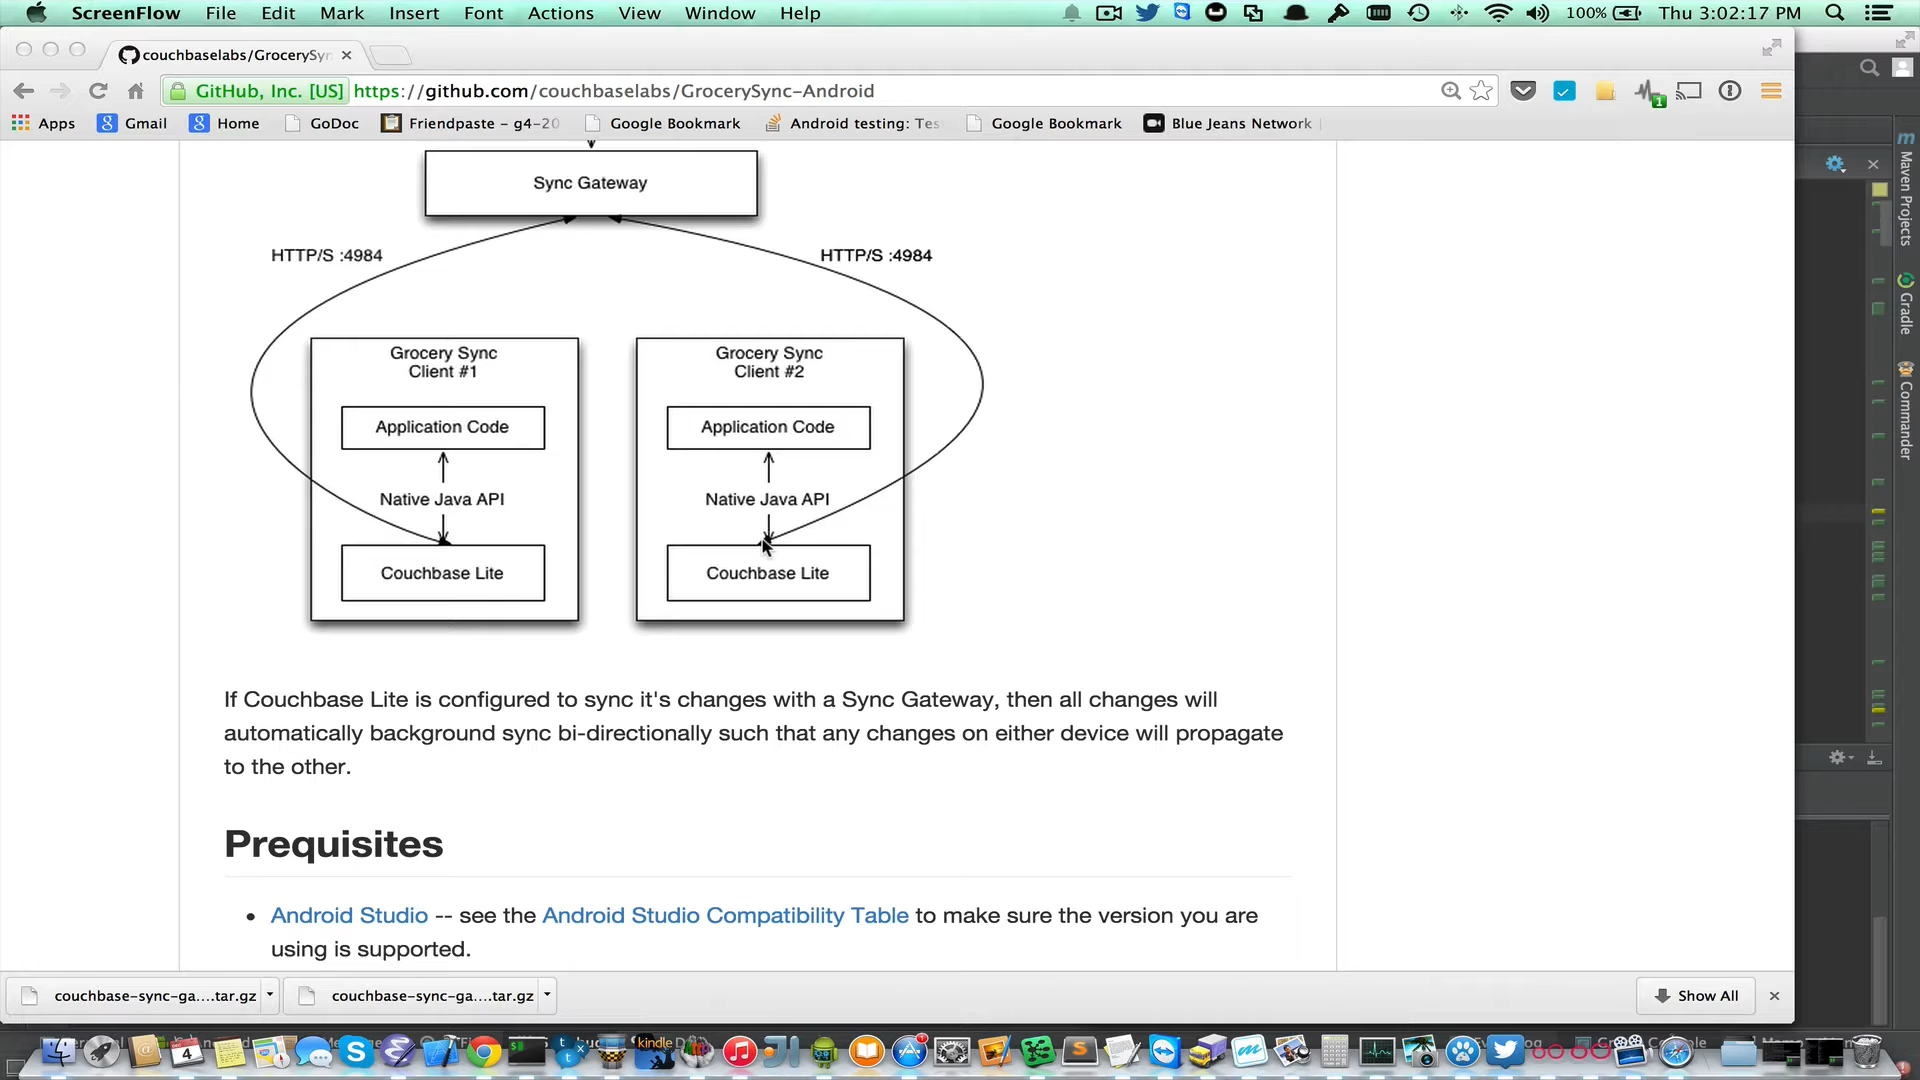 ScreenFlow File Edit Mark Insert Font Actions View Window Help 100% Thu 3:02:17 PM
couchbaselabs/GrocerySyn
GitHub, Inc. [US] https://github.com/couchbaselabs/GrocerySync-Android
Apps Gmail Home GoDoc Friendpaste - g4-20 Google Bookmark Android testing: Tes Google Bookmark Blue Jeans Network
Sync Gateway
HTTP/S :4984 HTTP/S :4984
Grocery Sync
Client #1
Application Code
Native Java API
Couchbase Lite
Grocery Sync
Client #2
Application Code
Native Java API
Couchbase Lite
If Couchbase Lite is configured to sync it's changes with a Sync Gateway, then all changes will
automatically background sync bi-directionally such that any changes on either device will propagate
to the other.
Prequisites
• Android Studio -- see the Android Studio Compatibility Table to make sure the version you are
using is supported.
Maven Projects
Gradle
Commander
couchbase-sync-ga....tar.gz couchbase-sync-ga....tar.gz Show All
kindle